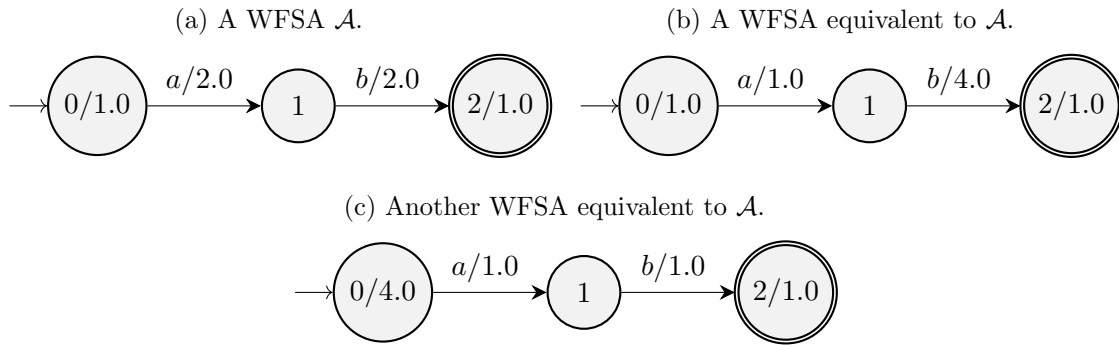 (a) A WFSA 𝒜.
0/1.0 a/2.0 1 b/2.0 2/1.0
(b) A WFSA equivalent to 𝒜.
0/1.0 a/1.0 1 b/4.0 2/1.0
(c) Another WFSA equivalent to 𝒜.
0/4.0 a/1.0 1 b/1.0 2/1.0